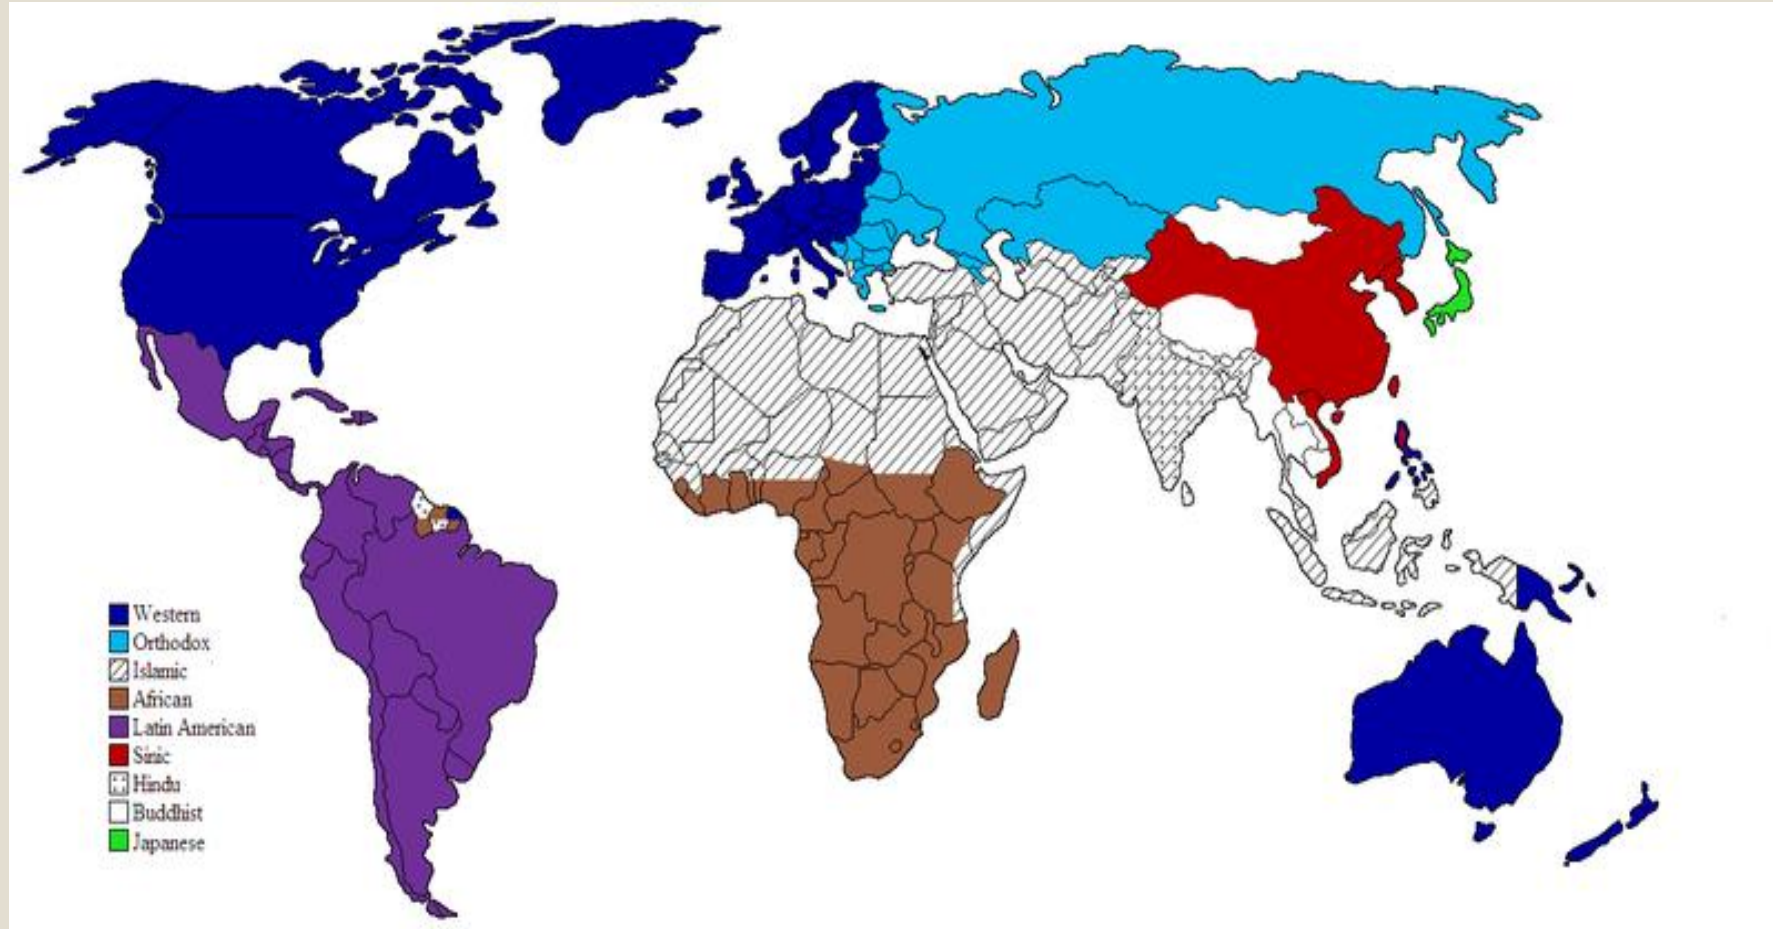 Western
Orthodox
Islamic
African
Latin American
Sinic
Hindu
Buddhist
Japanese